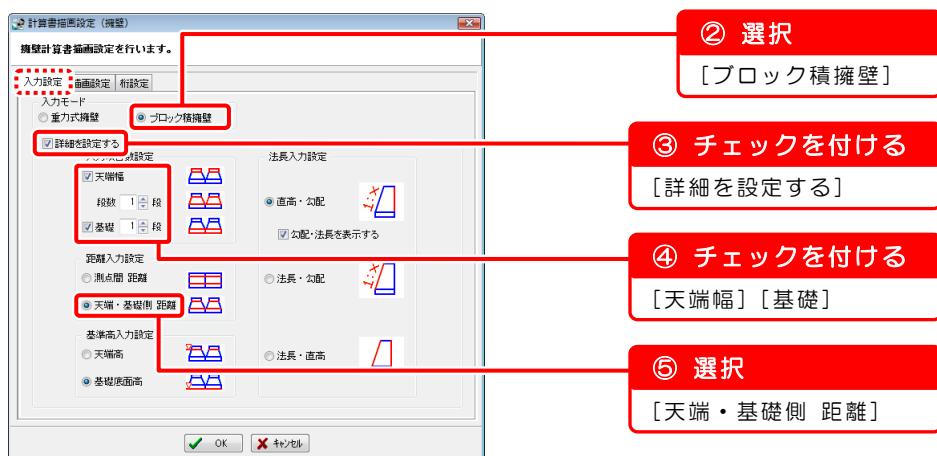 計算書描画設定（擁壁）
擁壁計算書描画設定を行います。
入力設定 描画設定 桁設定
入力モード
重力式擁壁 ブロック積擁壁
詳細を設定する
天端幅
段数 1 段
基礎 1 段
距離入力設定
測点間 距離
天端・基礎側 距離
基準高入力設定
天端高
基礎底面高
法長入力設定
直高・勾配
1:X
勾配・法長を表示する
法長・勾配
1:X
法長・直高
OK キャンセル
② 選択
[ブロック積擁壁]
③ チェックを付ける
[詳細を設定する]
④ チェックを付ける
[天端幅] [基礎]
⑤ 選択
[天端・基礎側 距離]